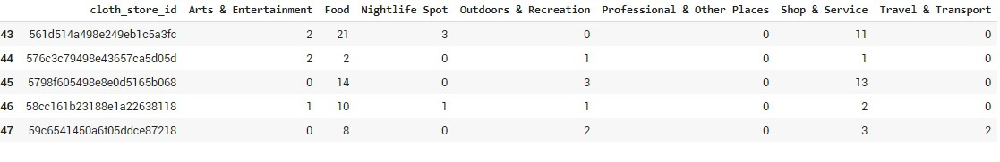 cloth_store_id Arts & Entertainment Food Nightlife Spot Outdoors & Recreation Professional & Other Places Shop & Service Travel & Transport
43 561d514a498e249eb1c5a3fc 2 21 3 0 0 11 0
44 576c3c79498e43657ca5d05d 2 2 0 1 0 1 0
45 5798f605498e8e0d5165b068 0 14 0 3 0 13 0
46 58cc161b23188e1a22638118 1 10 1 1 0 2 0
47 59c6541450a6f05ddce87218 0 8 0 2 0 3 2